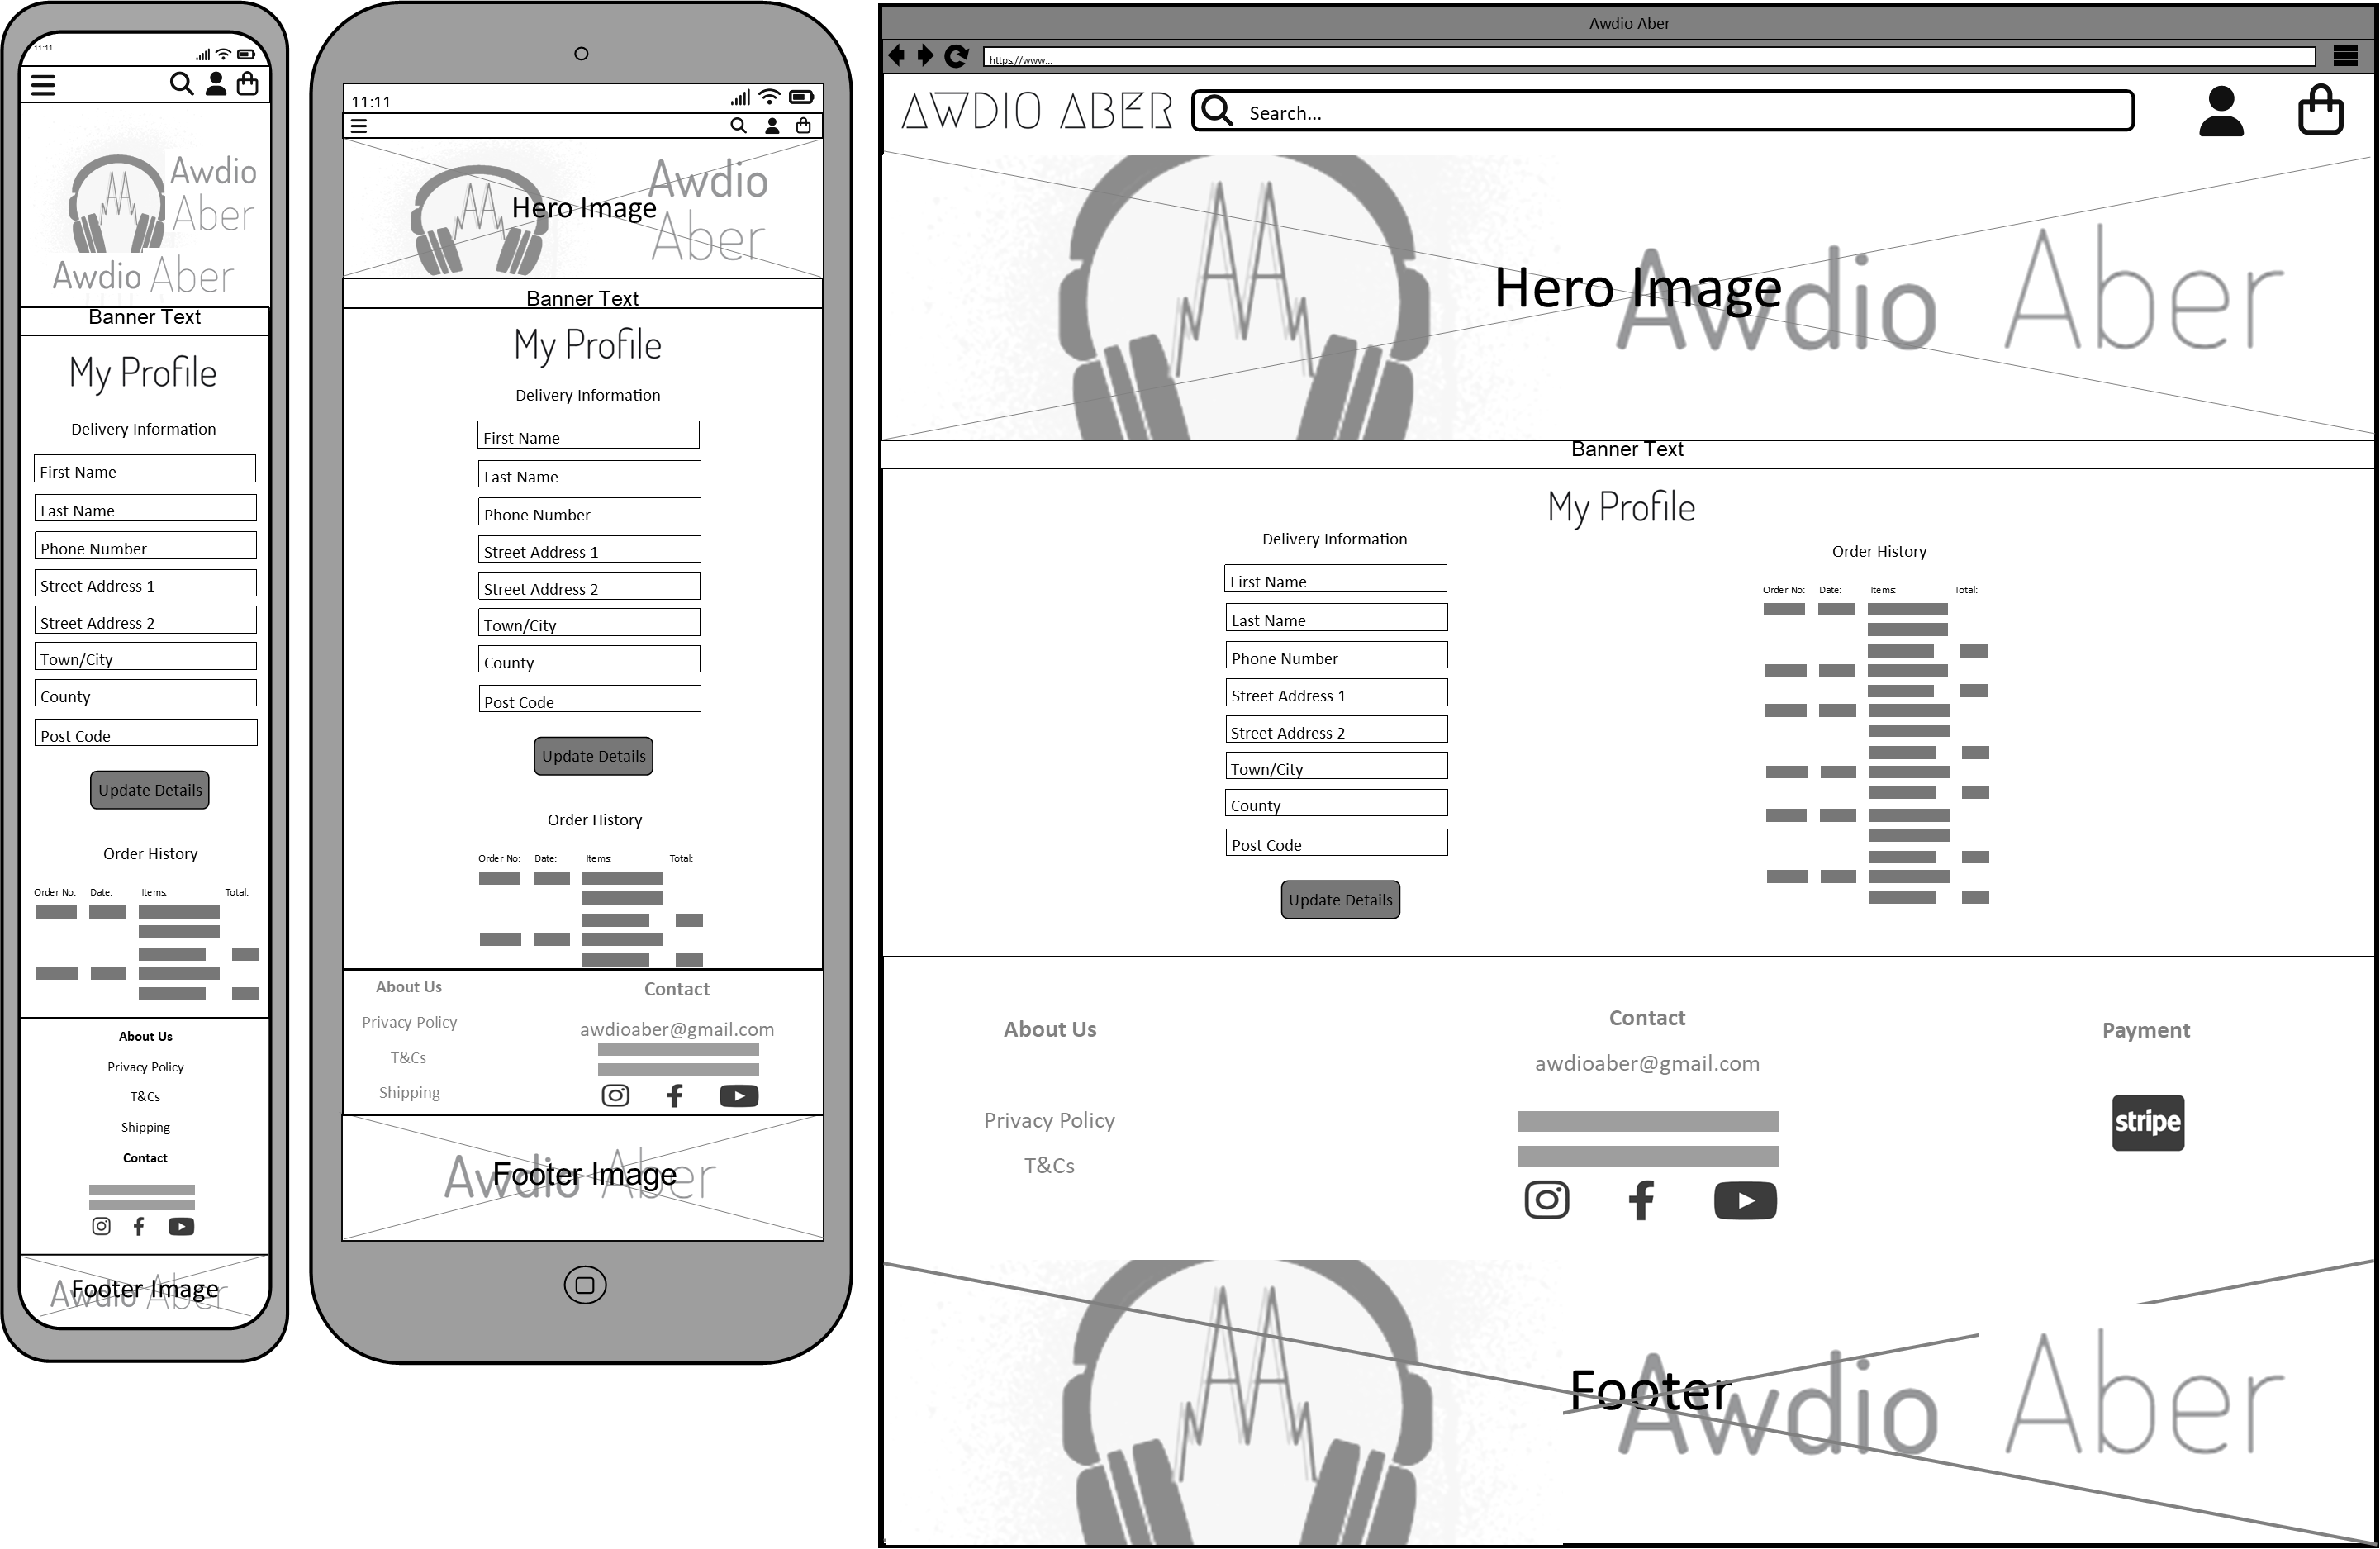 11:11
AA
Awdio
Aber
Awdio Aber
Banner Text
My Profile
Delivery Information
First Name
Last Name
Phone Number
Street Address 1
Street Address 2
Town/City
County
Post Code
Update Details
Order History
Order No: Date: Items: Total:
About Us
Privacy Policy
T&Cs
Shipping
Contact
Footer Image
Awdio Aber
11:11
AA
Hero Image
Awdio
Aber
Banner Text
My Profile
Delivery Information
First Name
Last Name
Phone Number
Street Address 1
Street Address 2
Town/City
County
Post Code
Update Details
Order History
Order No: Date: Items: Total:
About Us
Privacy Policy
T&Cs
Shipping
Contact
awdioaber@gmail.com
Footer Image
Awdio Aber
Awdio Aber
https://www...
AWDIO ABER
Search...
AA
Hero Image
Awdio Aber
Banner Text
My Profile
Delivery Information
First Name
Last Name
Phone Number
Street Address 1
Street Address 2
Town/City
County
Post Code
Update Details
Order History
Order No: Date: Items: Total:
About Us
Privacy Policy
T&Cs
Contact
awdioaber@gmail.com
Payment
stripe
AA
Footer
Awdio Aber